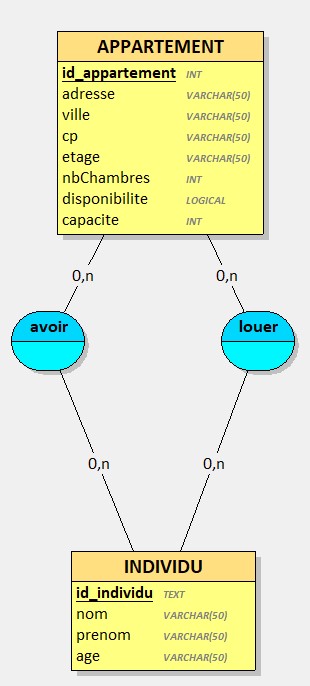 APPARTEMENT
id_appartement INT
adresse VARCHAR(50)
ville VARCHAR(50)
cp VARCHAR(50)
etage VARCHAR(50)
nbChambres INT
disponibilite LOGICAL
capacite INT
0,n 0,n
avoir louer
0,n 0,n
INDIVIDU
id_individu TEXT
nom VARCHAR(50)
prenom VARCHAR(50)
age VARCHAR(50)